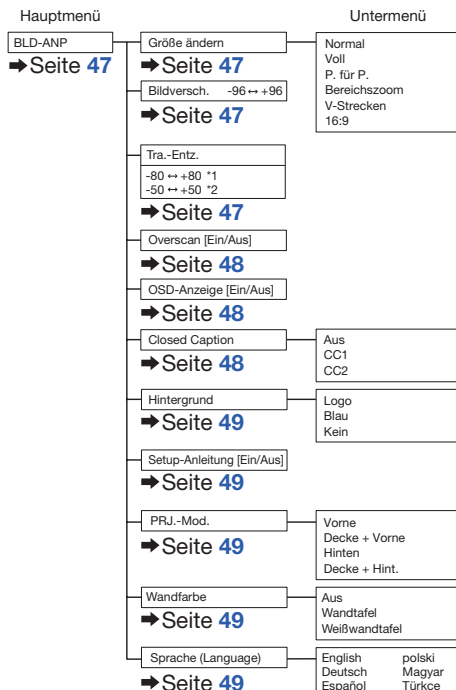 Hauptmenü
Untermenü
BLD-ANP
➔Seite 47
Größe ändern
➔Seite 47
Normal
Voll
P. für P.
Bereichszoom
V-Strecken
16:9
Bildversch. -96 ↔ +96
➔Seite 47
Tra.-Entz.
-80 ↔ +80 *1
-50 ↔ +50 *2
➔Seite 47
Overscan [Ein/Aus]
➔Seite 48
OSD-Anzeige [Ein/Aus]
➔Seite 48
Closed Caption
➔Seite 48
Aus
CC1
CC2
Hintergrund
➔Seite 49
Logo
Blau
Kein
Setup-Anleitung [Ein/Aus]
➔Seite 49
PRJ.-Mod.
➔Seite 49
Vorne
Decke + Vorne
Hinten
Decke + Hint.
Wandfarbe
➔Seite 49
Aus
Wandtafel
Weißwandtafel
Sprache (Language)
➔Seite 49
English polski
Deutsch Magyar
Español Türkçe